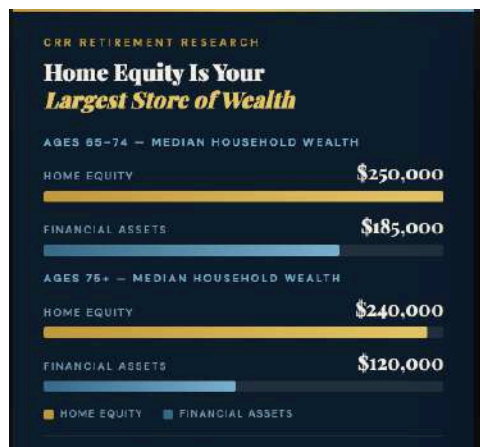 CRR RETIREMENT RESEARCH
Home Equity Is Your
Largest Store of Wealth
AGES 65–74 — MEDIAN HOUSEHOLD WEALTH
HOME EQUITY $250,000
FINANCIAL ASSETS $185,000
AGES 75+ — MEDIAN HOUSEHOLD WEALTH
HOME EQUITY $240,000
FINANCIAL ASSETS $120,000
HOME EQUITY FINANCIAL ASSETS